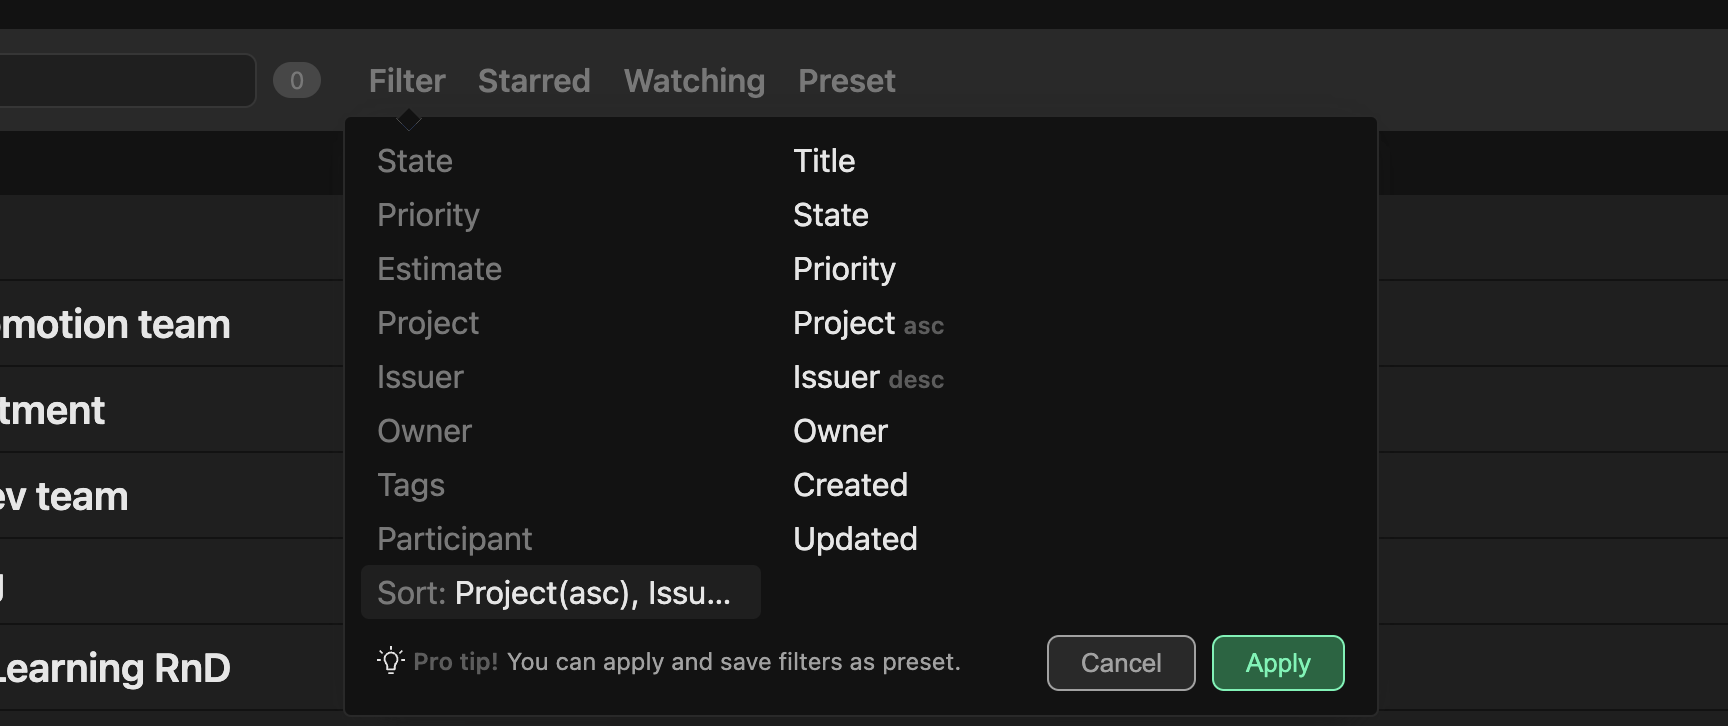 0
Filter
Starred
Watching
Preset
State
Priority
Estimate
Project
Issuer
Owner
Tags
Participant
Sort: Project(asc), Issu...
Title
State
Priority
Project asc
Issuer desc
Owner
Created
Updated
Pro tip! You can apply and save filters as preset.
Cancel
Apply
motion team
tment
ev team
Learning RnD